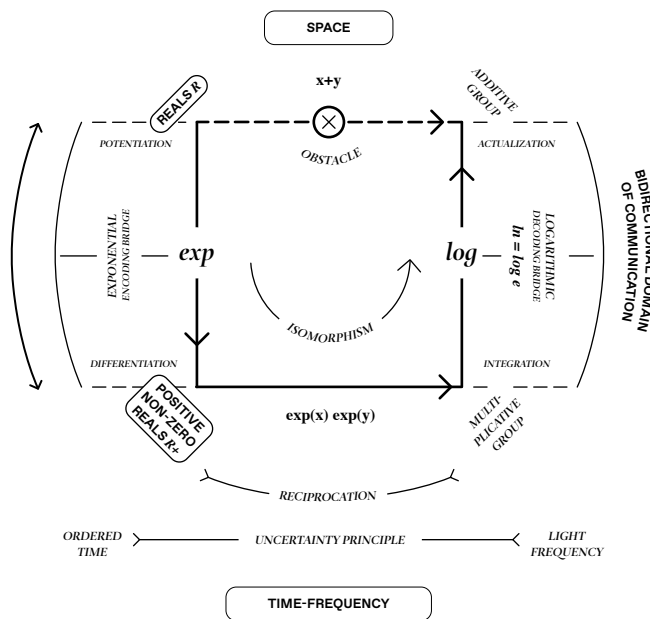 SPACE
x+y
REALS R
ADDITIVE
GROUP
POTENTIATION
OBSTACLE
ACTUALIZATION
EXPONENTIAL
ENCODING BRIDGE
exp
log
LOGARITHMIC
DECODING BRIDGE
ln = log e
BIDIRECTIONAL DOMAIN
OF COMMUNICATION
ISOMORPHISM
DIFFERENTIATION
INTEGRATION
POSITIVE
NON-ZERO
REALS R+
exp(x) exp(y)
MULTI-
PLICATIVE
GROUP
RECIPROCATION
ORDERED
TIME
UNCERTAINTY PRINCIPLE
LIGHT
FREQUENCY
TIME-FREQUENCY